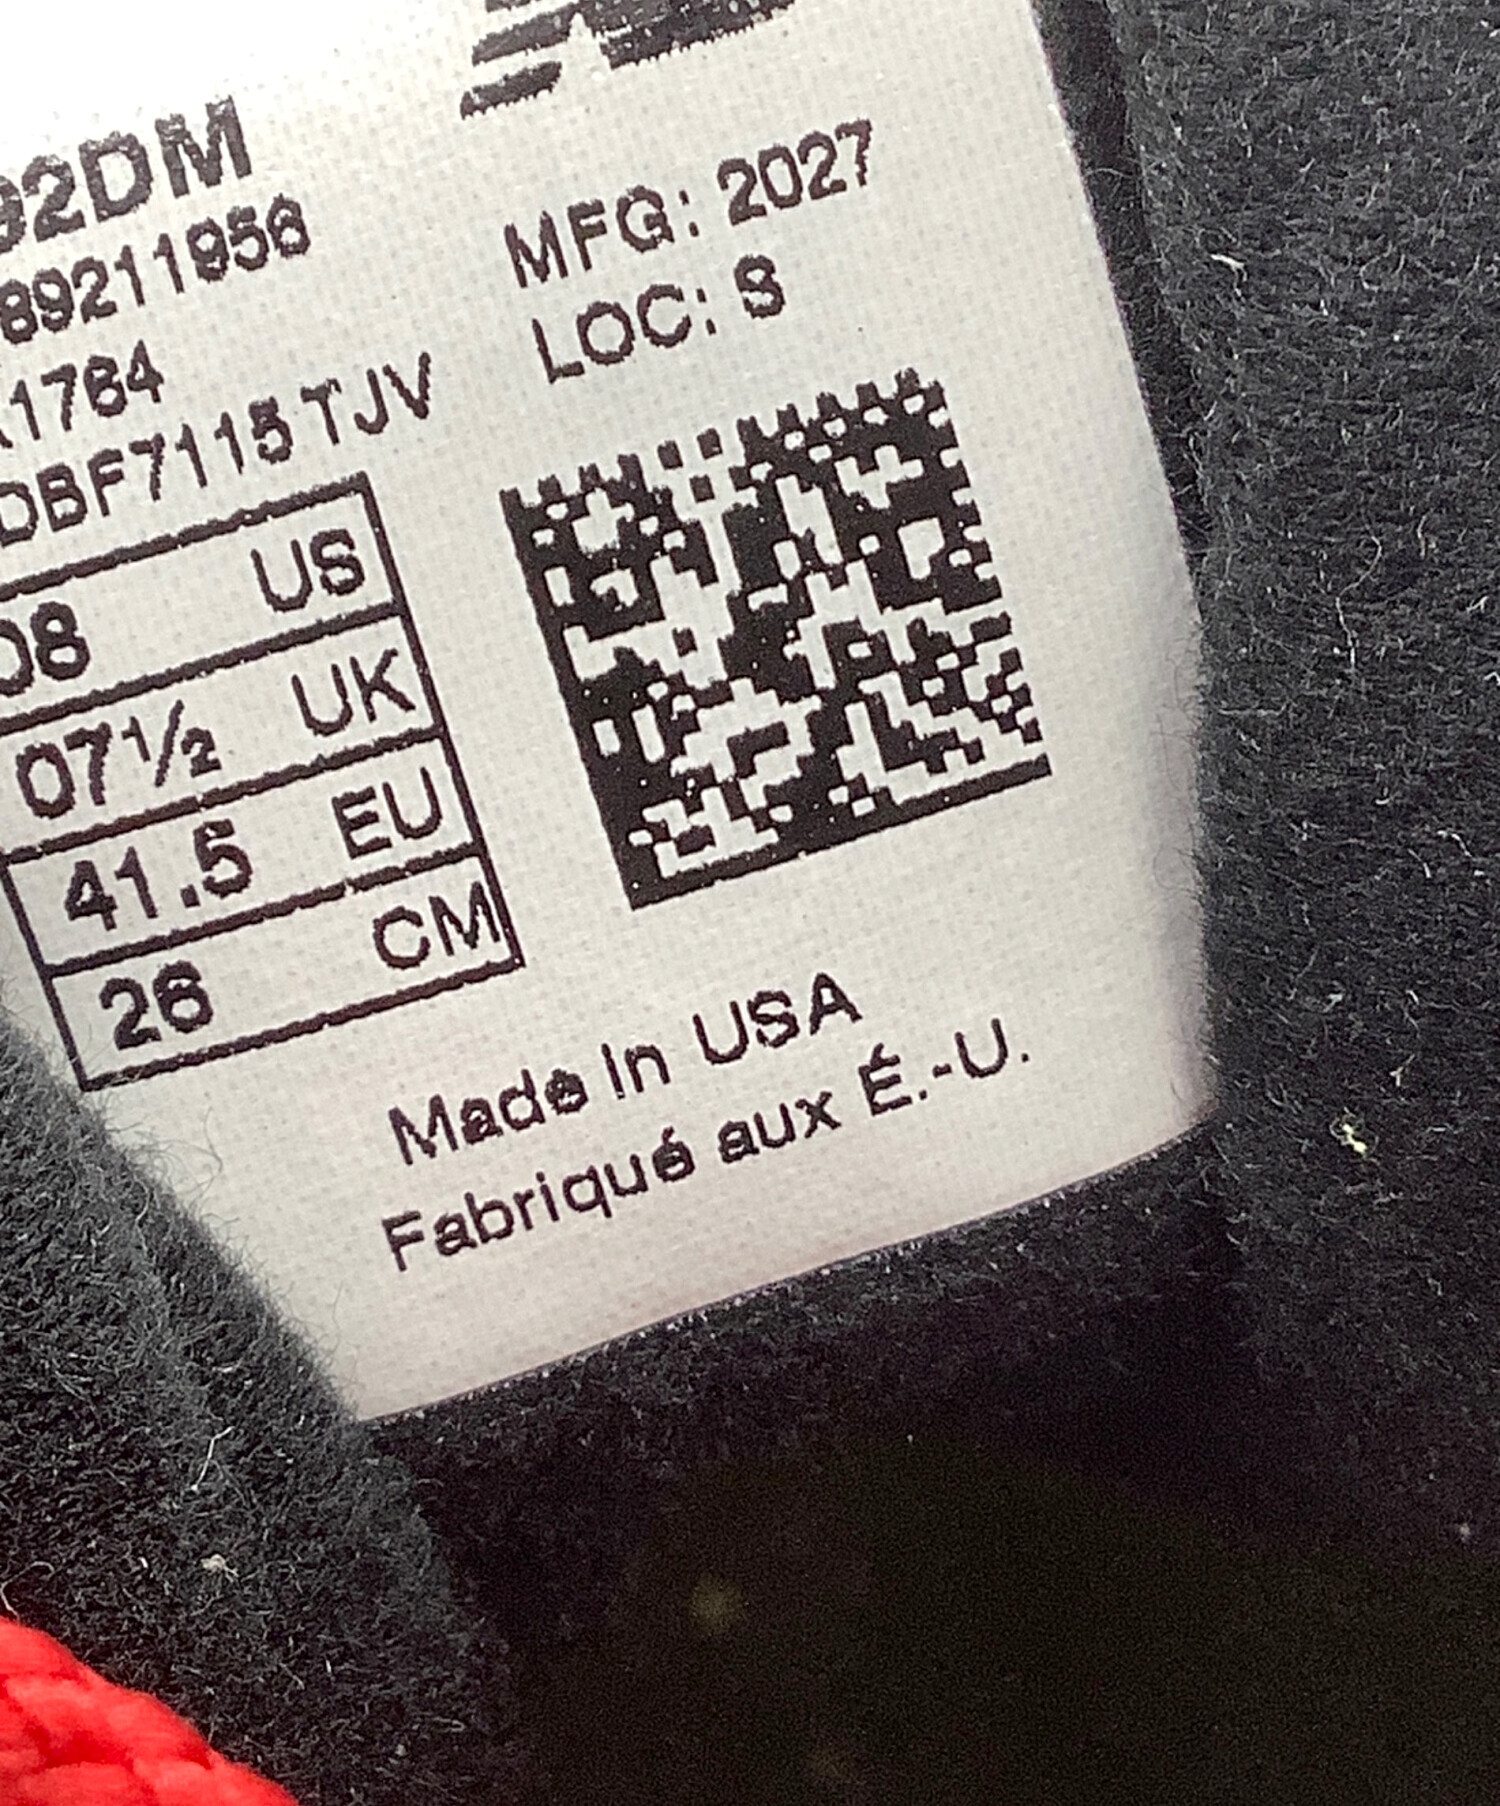 92DM
89211956
1764
DBF7115 TJV
MFG: 2027
LOC: S
08 US
07½ UK
41.5 EU
26 CM
Made In USA
Fabriqué aux É.-U.